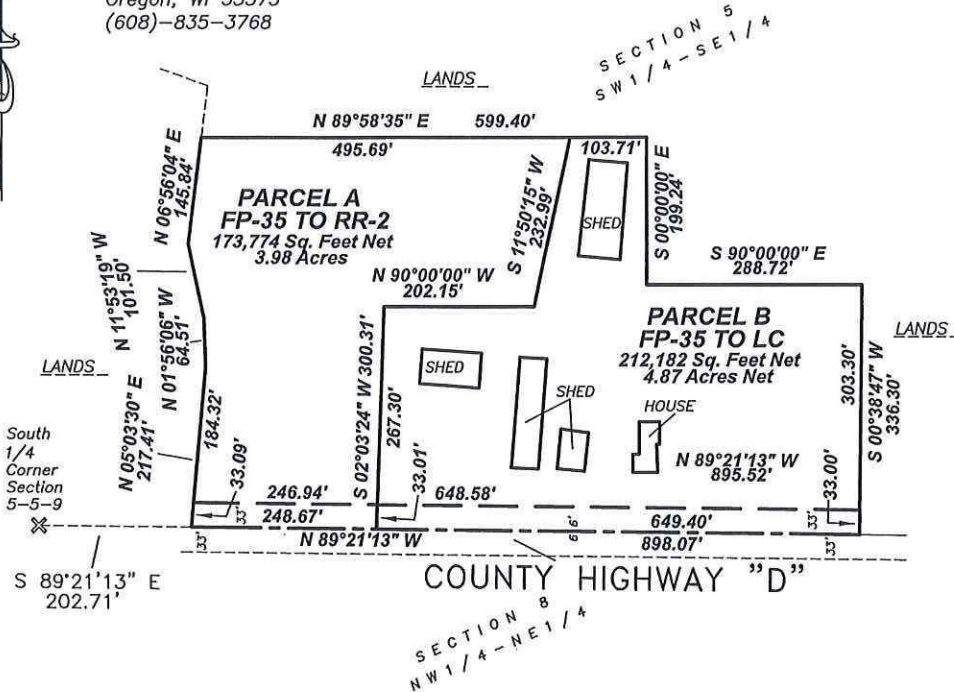 Oregon, WI 53575
(608)-835-3768
SECTION 5
SW1/4-SE1/4
LANDS
N 89°58'35" E 599.40'
495.69'
103.71'
N 06°56'04" E
145.84'
PARCEL A
FP-35 TO RR-2
173,774 Sq. Feet Net
3.98 Acres
S 11°50'15" W
232.99'
SHED
S 00°00'00" E
199.24'
N 11°53'19" W
101.50'
N 90°00'00" W
202.15'
S 90°00'00" E
288.72'
N 01°56'06" W
64.51'
PARCEL B
FP-35 TO LC
212,182 Sq. Feet Net
4.87 Acres Net
LANDS
LANDS
S 02°03'24" W 300.31'
267.30'
SHED
SHED
HOUSE
303.30'
S 00°38'47" W
336.30'
South
1/4
Corner
Section
5-5-9
N 05°03'30" E
217.41'
184.32'
33.09'
33.01'
N 89°21'13" W
895.52'
33.00'
246.94'
648.58'
33'
6'
33'
248.67'
649.40'
33'
N 89°21'13" W
6'
898.07'
33'
S 89°21'13" E
202.71'
COUNTY HIGHWAY "D"
SECTION 8
NW1/4-NE1/4